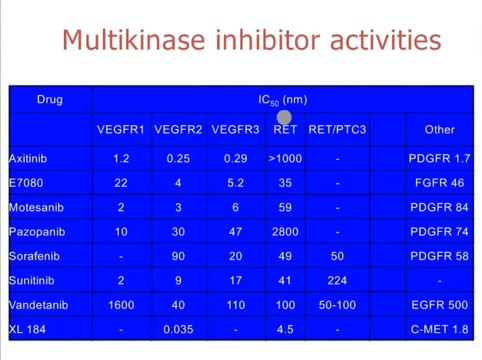 Multikinase inhibitor activities
Drug IC50 (nm)
VEGFR1 VEGFR2 VEGFR3 RET RET/PTC3 Other
Axitinib 1.2 0.25 0.29 >1000 - PDGFR 1.7
E7080 22 4 5.2 35 - FGFR 46
Motesanib 2 3 6 59 - PDGFR 84
Pazopanib 10 30 47 2800 - PDGFR 74
Sorafenib - 90 20 49 50 PDGFR 58
Sunitinib 2 9 17 41 224 -
Vandetanib 1600 40 110 100 50-100 EGFR 500
XL 184 - 0.035 - 4.5 - C-MET 1.8